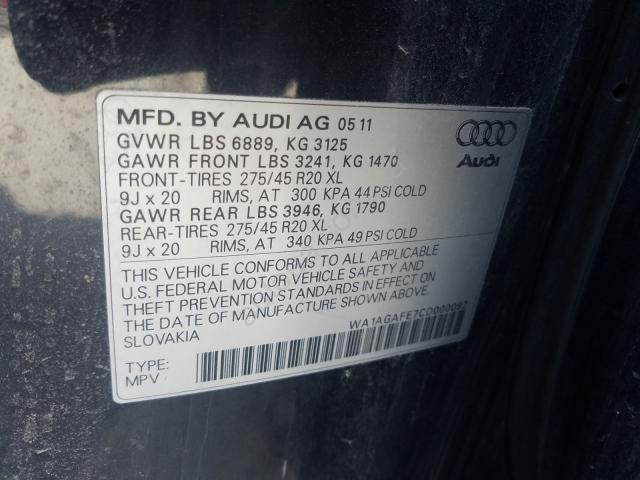 MFD. BY AUDI AG 05 11
GVWR LBS 6889, KG 3125
GAWR FRONT LBS 3241, KG 1470
FRONT-TIRES 275/45 R20 XL
9J x 20 RIMS, AT 300 KPA 44 PSI COLD
GAWR REAR LBS 3946, KG 1790
REAR-TIRES 275/45 R20 XL
9J x 20 RIMS, AT 340 KPA 49 PSI COLD
THIS VEHICLE CONFORMS TO ALL APPLICABLE
U.S. FEDERAL MOTOR VEHICLE SAFETY AND
THEFT PREVENTION STANDARDS IN EFFECT ON
THE DATE OF MANUFACTURE SHOWN ABOVE.
SLOVAKIA
WA1AGAFE7CD000092
TYPE:
MPV
Audi